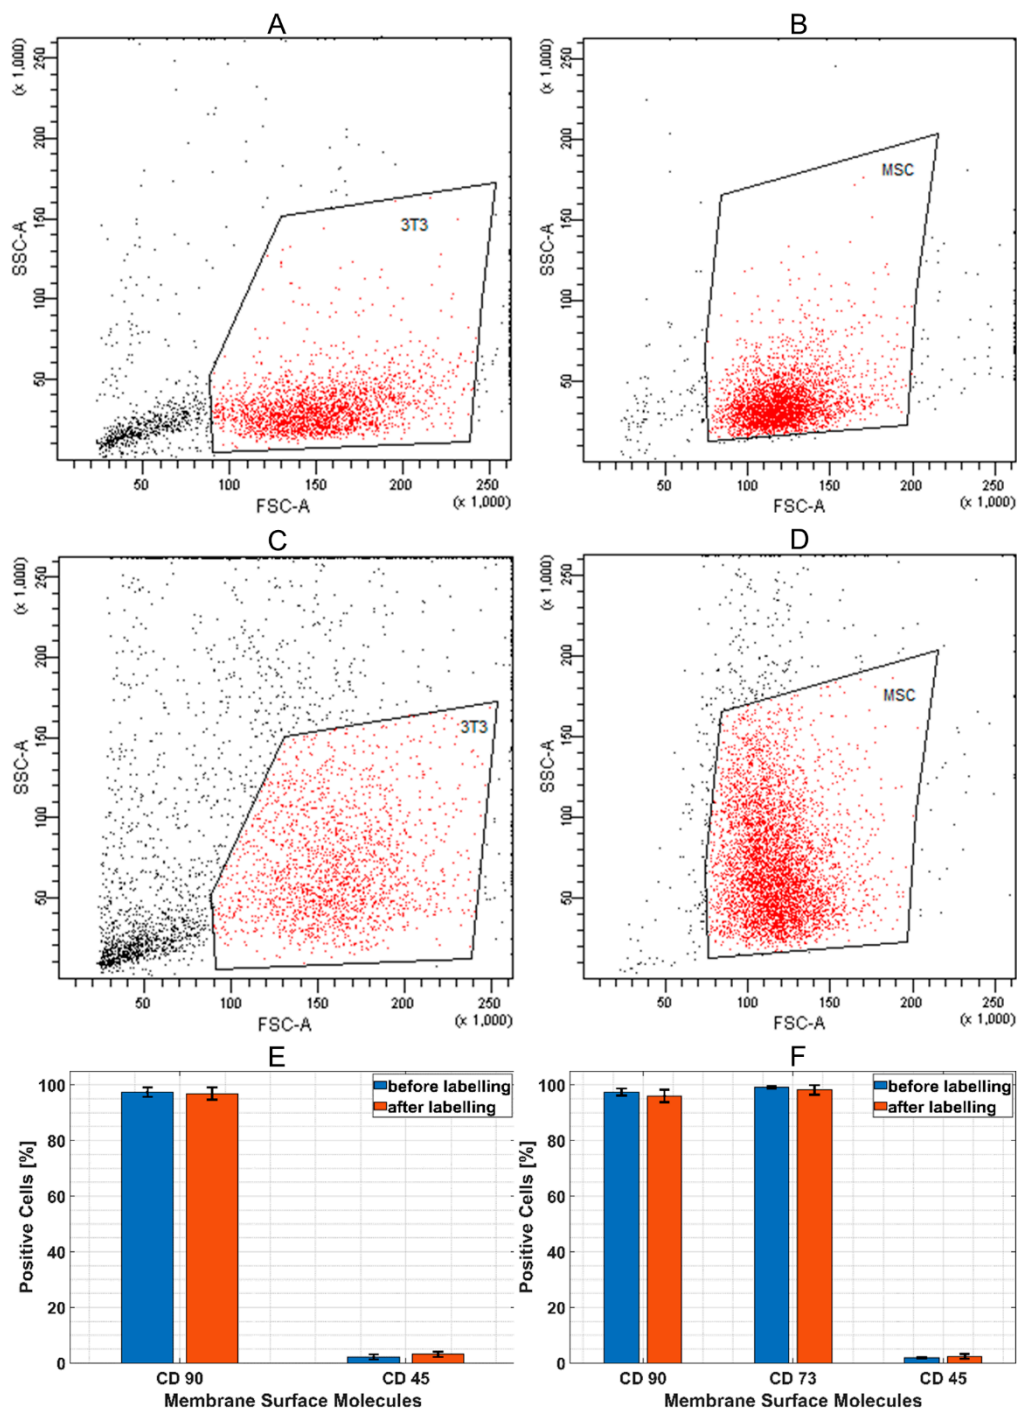 A
B
(x 1,000)
250
200
150
100
50
SSC-A
3T3
50
100
150
200
250
FSC-A
(x 1,000)
(x 1,000)
250
200
150
100
50
SSC-A
MSC
50
100
150
200
250
FSC-A
(x 1,000)
C
D
(x 1,000)
250
200
150
100
50
SSC-A
3T3
50
100
150
200
250
FSC-A
(x 1,000)
(x 1,000)
250
200
150
100
50
SSC-A
MSC
50
100
150
200
250
FSC-A
(x 1,000)
E
100
80
60
40
20
0
Positive Cells [%]
before labelling
after labelling
CD 90
CD 45
Membrane Surface Molecules
F
100
80
60
40
20
0
Positive Cells [%]
before labelling
after labelling
CD 90
CD 73
CD 45
Membrane Surface Molecules